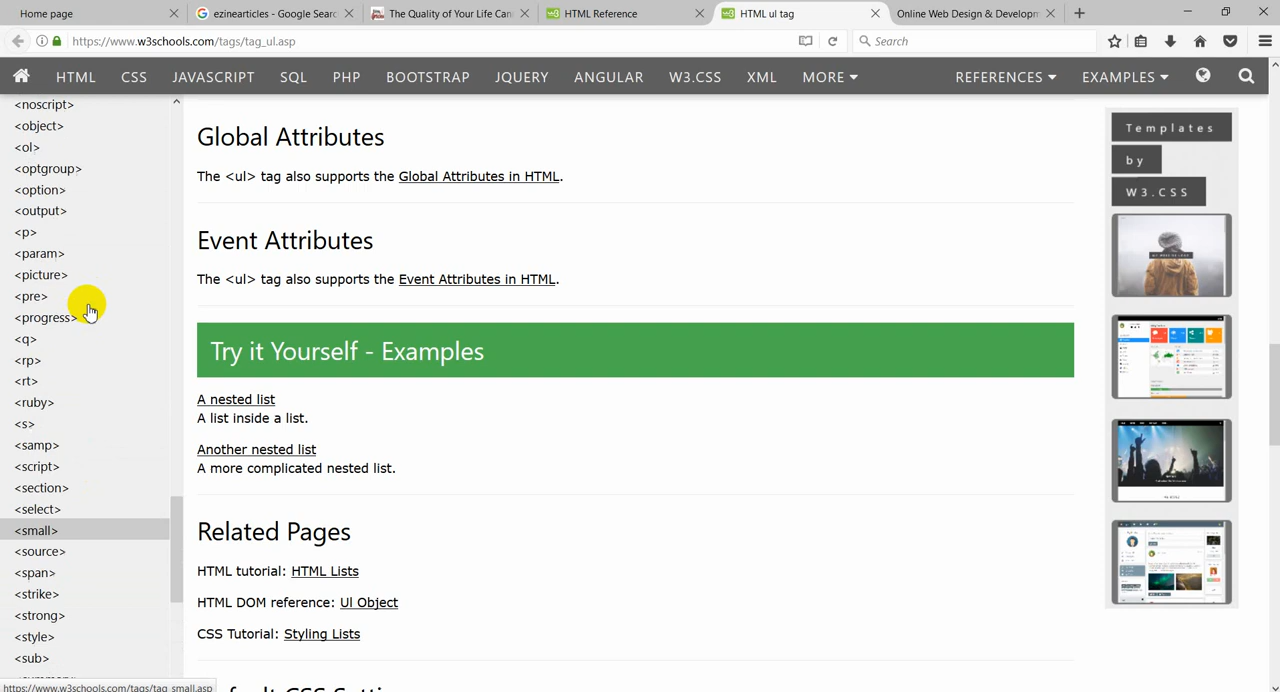 Home page
ezinearticles - Google Searc
The Quality of Your Life Can
HTML Reference
HTML ul tag
Online Web Design & Developm
https://www.w3schools.com/tags/tag_ul.asp
Search
HTML CSS JAVASCRIPT SQL PHP BOOTSTRAP JQUERY ANGULAR W3.CSS XML MORE REFERENCES EXAMPLES
<noscript>
<object>
<ol>
<optgroup>
<option>
<output>
<p>
<param>
<picture>
<pre>
<progress>
<q>
<rp>
<rt>
<ruby>
<s>
<samp>
<script>
<section>
<select>
<small>
<source>
<span>
<strike>
<strong>
<style>
<sub>
https://www.w3schools.com/tags/tag_small.asp
Global Attributes
The <ul> tag also supports the Global Attributes in HTML.
Event Attributes
The <ul> tag also supports the Event Attributes in HTML.
Try it Yourself - Examples
A nested list
A list inside a list.
Another nested list
A more complicated nested list.
Related Pages
HTML tutorial: HTML Lists
HTML DOM reference: Ul Object
CSS Tutorial: Styling Lists
Templates
by
W3.CSS